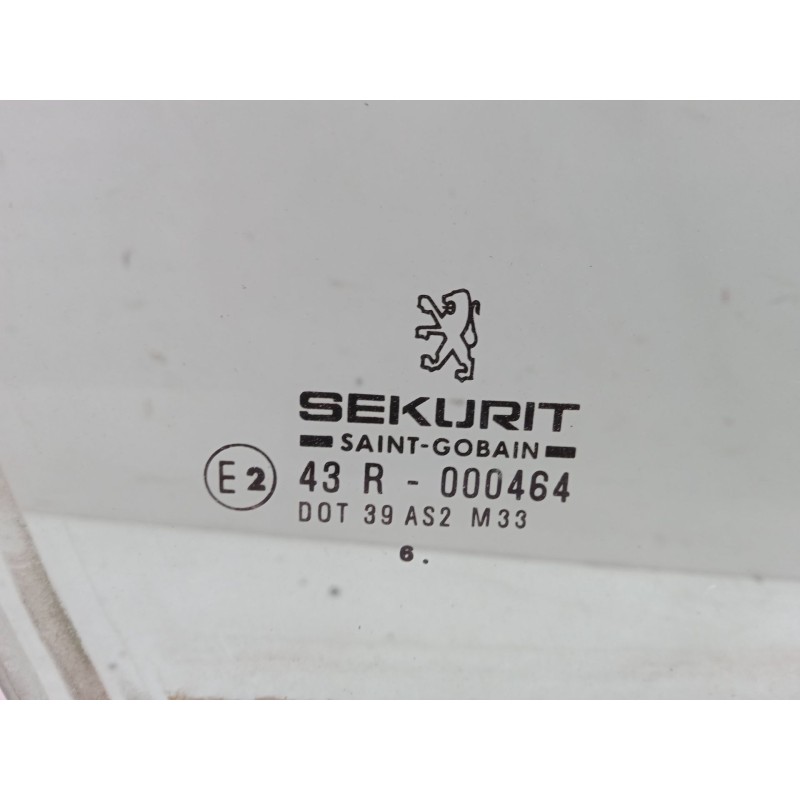 SEKURIT
SAINT-GOBAIN
E2 43 R - 000464
DOT 39 AS2 M33
6 .